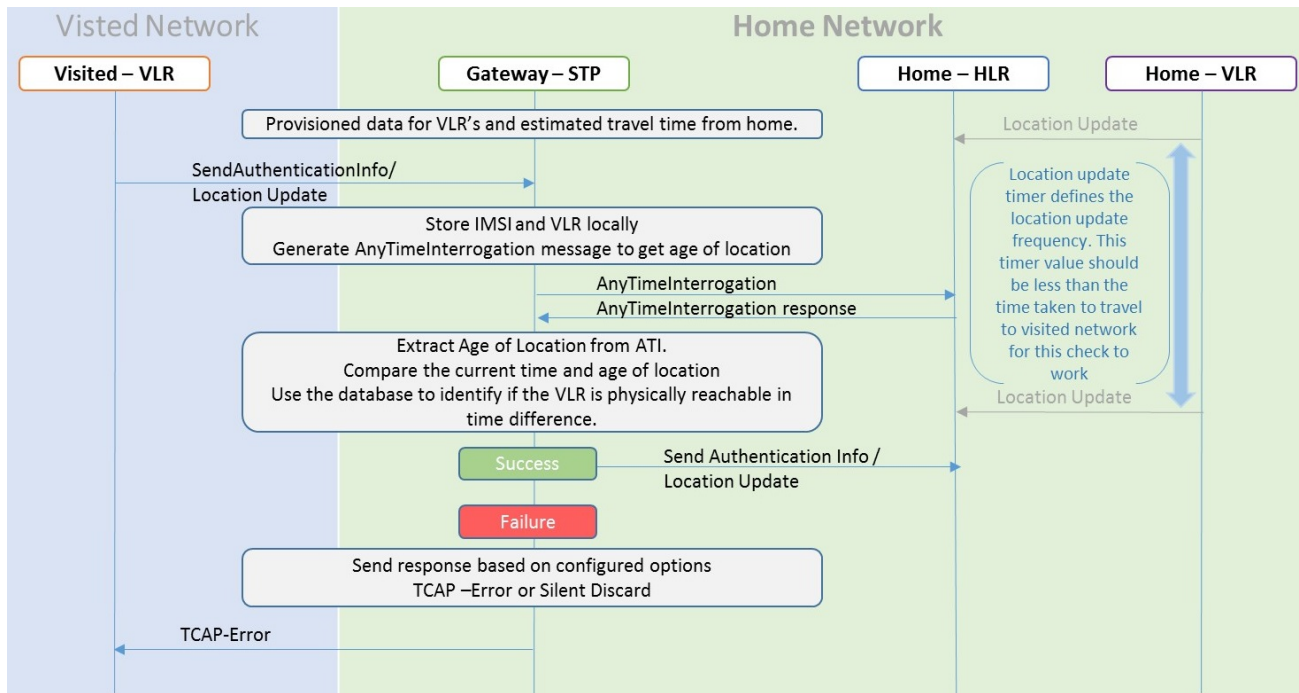 Visted Network
Home Network
Visited – VLR
Gateway – STP
Home – HLR
Home – VLR
Provisioned data for VLR's and estimated travel time from home.
Location Update
SendAuthenticationInfo/
Location Update
Location update
timer defines the
location update
frequency. This
timer value should
be less than the
time taken to travel
to visited network
for this check to
work
Store IMSI and VLR locally
Generate AnyTimeInterrogation message to get age of location
AnyTimeInterrogation
AnyTimeInterrogation response
Extract Age of Location from ATI.
Compare the current time and age of location
Use the database to identify if the VLR is physically reachable in
time difference.
Location Update
Success
Send Authentication Info /
Location Update
Failure
Send response based on configured options
TCAP –Error or Silent Discard
TCAP-Error